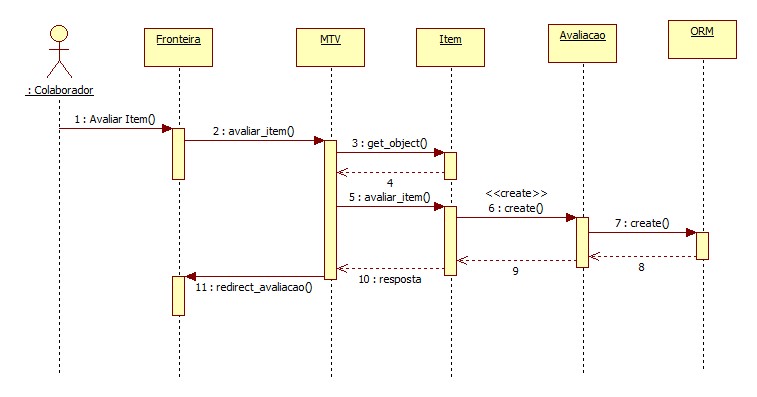 Fronteira
MTV
Item
Avaliacao
ORM
: Colaborador
1 : Avaliar Item()
2 : avaliar_item()
3 : get_object()
4
5 : avaliar_item()
<<create>>
6 : create()
7 : create()
8
9
10 : resposta
11 : redirect_avaliacao()